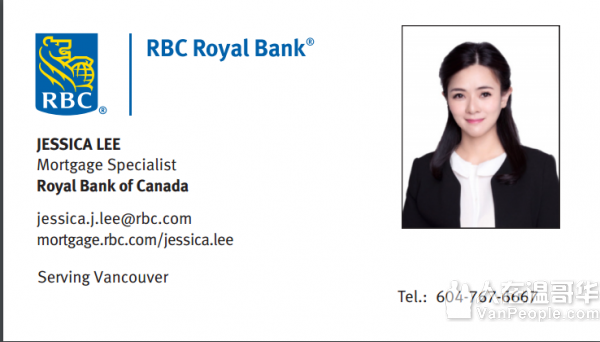 RBC Royal Bank®
RBC®
JESSICA LEE
Mortgage Specialist
Royal Bank of Canada
jessica.j.lee@rbc.com
mortgage.rbc.com/jessica.lee
Serving Vancouver
Tel.: 604-767-6667
人在温哥华
VanPeople.com